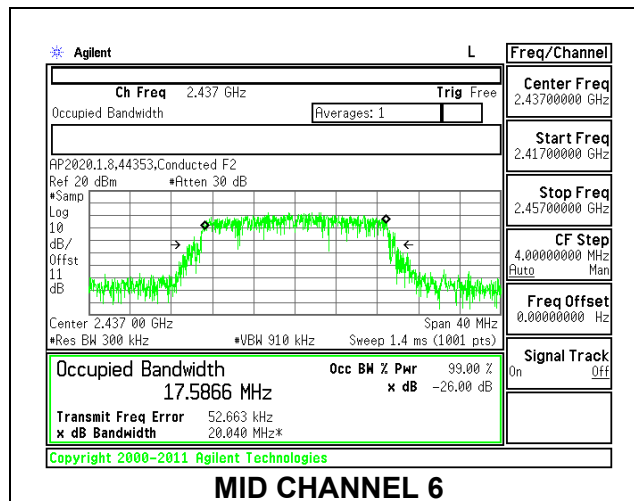 Agilent L
Freq/Channel
Ch Freq 2.437 GHz Trig Free
Occupied Bandwidth Averages: 1
AP2020.1.8,44353,Conducted F2
Ref 20 dBm #Atten 30 dB
#Samp
Log
10
dB/
Offst
11
dB
Center 2.437 00 GHz Span 40 MHz
#Res BW 300 kHz #VBW 910 kHz Sweep 1.4 ms (1001 pts)
Occupied Bandwidth Occ BW % Pwr 99.00 %
17.5866 MHz x dB -26.00 dB
Transmit Freq Error 52.663 kHz
x dB Bandwidth 20.040 MHz*
Center Freq
2.43700000 GHz
Start Freq
2.41700000 GHz
Stop Freq
2.45700000 GHz
CF Step
4.00000000 MHz
Auto Man
Freq Offset
0.00000000 Hz
Signal Track
On Off
Copyright 2000-2011 Agilent Technologies
MID CHANNEL 6